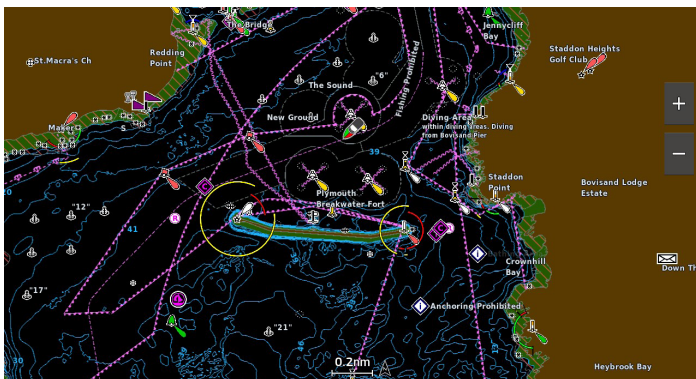 The Bridge
Jennycliff
Bay
Redding
Point
Staddon Heights
Golf Club
St.Macra's Ch
"6"
Fishing Prohibited
The Sound
New Ground
Diving Area
within diving areas. Diving
from Bovisand Pier
Maker
S
39
Staddon
Point
Bovisand Lodge
Estate
C
20
"12"
Plymouth
Breakwater Fort
41
R
C
Crownhill
Bay
Down Th
"17"
Anchoring Prohibited
"21"
30
0.2nm
Heybrook Bay